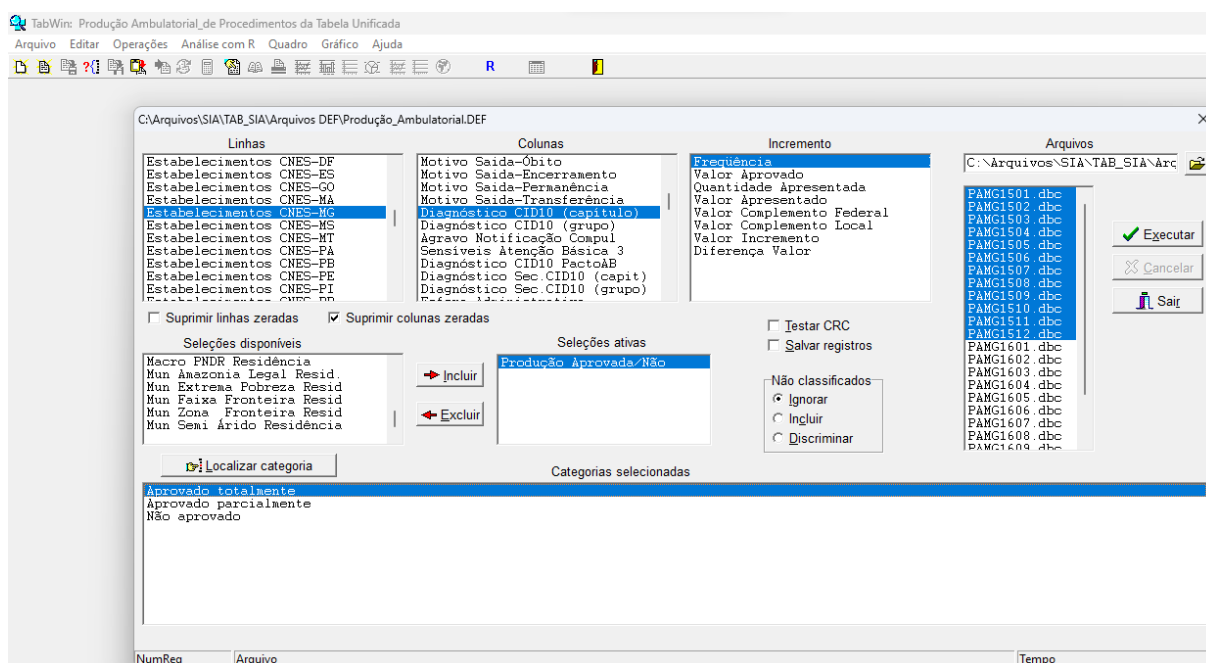 TabWin: Produção Ambulatorial_de Procedimentos da Tabela Unificada
Arquivo Editar Operações Análise com R Quadro Gráfico Ajuda
R
C:\Arquivos\SIA\TAB_SIA\Arquivos DEF\Produção_Ambulatorial.DEF
Linhas
Estabelecimentos CNES-DF
Estabelecimentos CNES-ES
Estabelecimentos CNES-GO
Estabelecimentos CNES-MA
Estabelecimentos CNES-MG
Estabelecimentos CNES-MS
Estabelecimentos CNES-MT
Estabelecimentos CNES-PA
Estabelecimentos CNES-PB
Estabelecimentos CNES-PE
Estabelecimentos CNES-PI
Colunas
Motivo Saida-Óbito
Motivo Saida-Encerramento
Motivo Saida-Permanência
Motivo Saida-Transferência
Diagnóstico CID10 (capítulo)
Diagnóstico CID10 (grupo)
Agravo Notificação Compul
Sensíveis Atenção Básica 3
Diagnóstico CID10 PactoAB
Diagnóstico Sec.CID10 (capit)
Diagnóstico Sec.CID10 (grupo)
Incremento
Freqüência
Valor Aprovado
Quantidade Apresentada
Valor Apresentado
Valor Complemento Federal
Valor Complemento Local
Valor Incremento
Diferença Valor
Arquivos
C:\Arquivos\SIA\TAB_SIA\Arq
PAMG1501.dbc
PAMG1502.dbc
PAMG1503.dbc
PAMG1504.dbc
PAMG1505.dbc
PAMG1506.dbc
PAMG1507.dbc
PAMG1508.dbc
PAMG1509.dbc
PAMG1510.dbc
PAMG1511.dbc
PAMG1512.dbc
PAMG1601.dbc
PAMG1602.dbc
PAMG1603.dbc
PAMG1604.dbc
PAMG1605.dbc
PAMG1606.dbc
PAMG1607.dbc
PAMG1608.dbc
PAMG1609.dbc
Executar
Cancelar
Sair
Suprimir linhas zeradas
Suprimir colunas zeradas
Testar CRC
Salvar registros
Seleções disponíveis
Macro PNDR Residência
Mun Amazonia Legal Resid.
Mun Extrema Pobreza Resid
Mun Faixa Fronteira Resid
Mun Zona Fronteira Resid
Mun Semi Árido Residência
Incluir
Excluir
Seleções ativas
Produção Aprovada/Não
Não classificados
Ignorar
Incluir
Discriminar
Localizar categoria
Categorias selecionadas
Aprovado totalmente
Aprovado parcialmente
Não aprovado
NumReg Arquivo Tempo